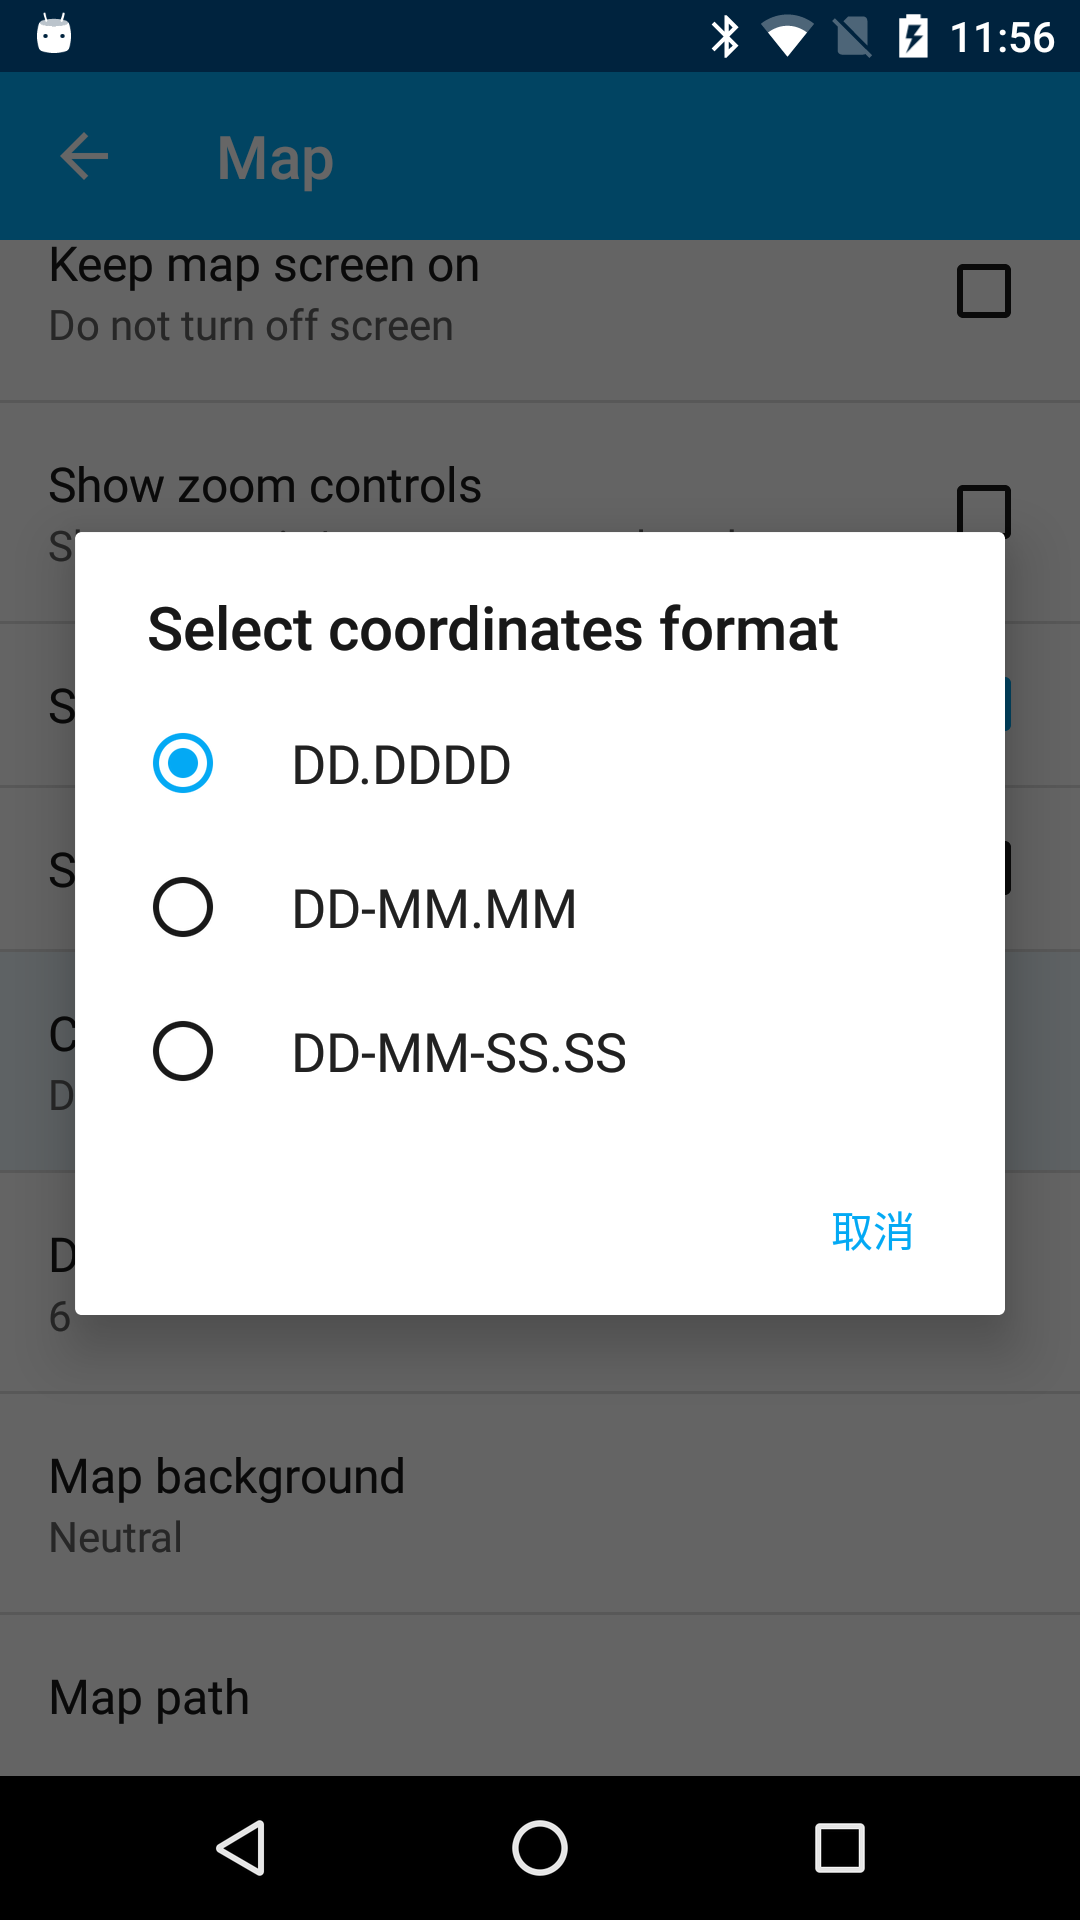 11:56
Map
Keep map screen on
Do not turn off screen
Show zoom controls
Select coordinates format
DD.DDDD
DD-MM.MM
DD-MM-SS.SS
取消
6
Map background
Neutral
Map path